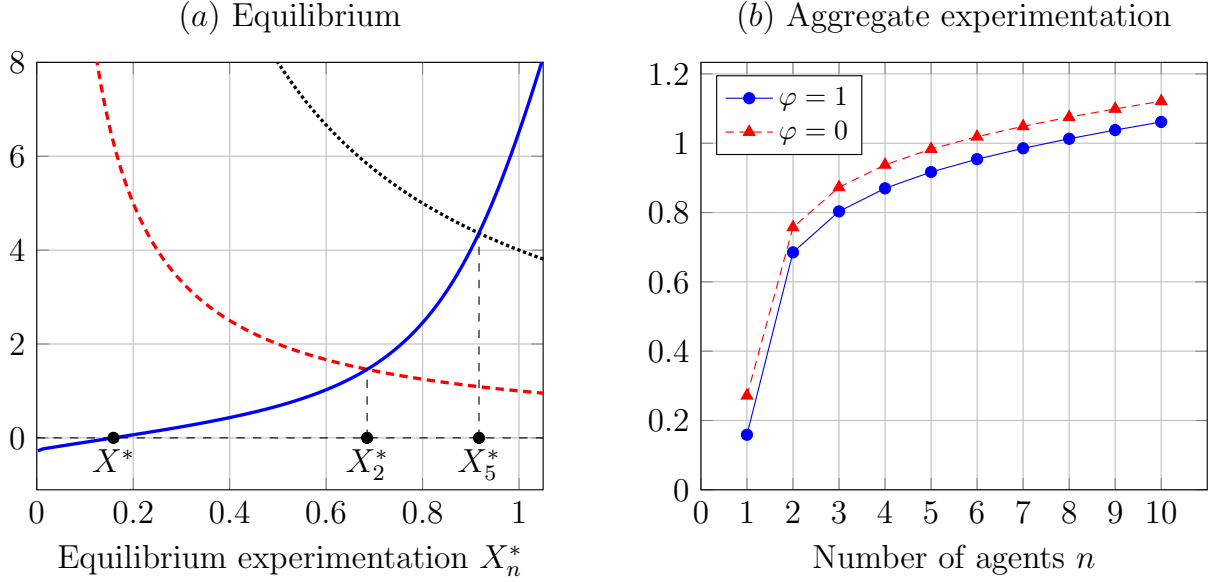 (a) Equilibrium
8
6
4
2
0
X*
X*2
X*5
0 0.2 0.4 0.6 0.8 1
Equilibrium experimentation X*n
(b) Aggregate experimentation
1.2
1
0.8
0.6
0.4
0.2
0
φ = 1
φ = 0
0 1 2 3 4 5 6 7 8 9 10
Number of agents n